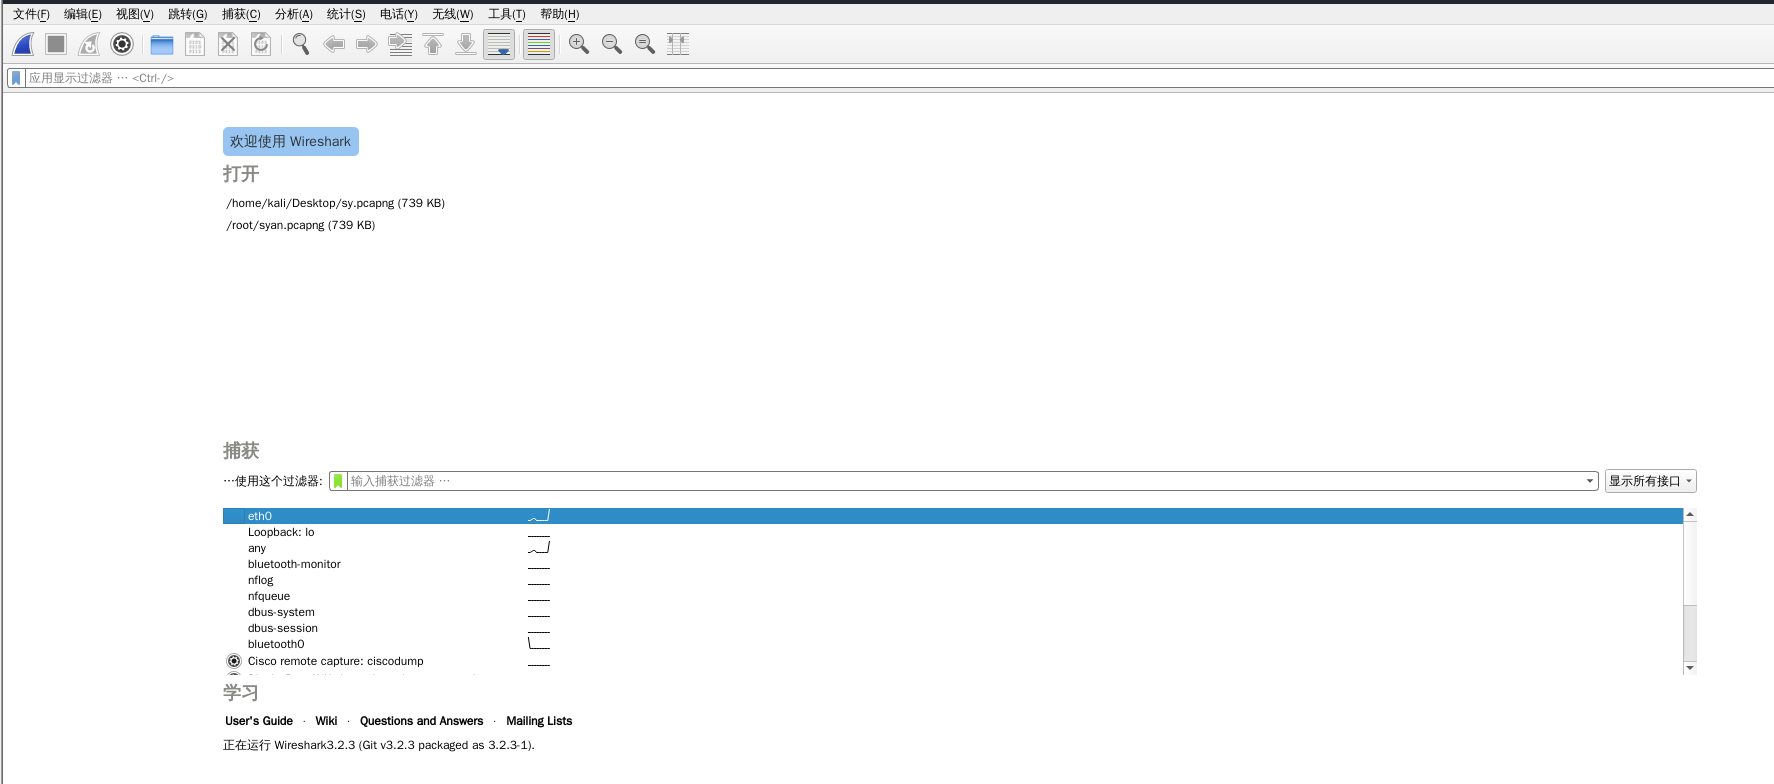 文件(F) 编辑(E) 视图(V) 跳转(G) 捕获(C) 分析(A) 统计(S) 电话(Y) 无线(W) 工具(T) 帮助(H)
应用显示过滤器 … <Ctrl-/>
欢迎使用 Wireshark
打开
/home/kali/Desktop/sy.pcapng (739 KB)
/root/syan.pcapng (739 KB)
捕获
…使用这个过滤器: 输入捕获过滤器 … 显示所有接口
eth0
Loopback: lo
any
bluetooth-monitor
nflog
nfqueue
dbus-system
dbus-session
bluetooth0
Cisco remote capture: ciscodump
学习
User's Guide · Wiki · Questions and Answers · Mailing Lists
正在运行 Wireshark3.2.3 (Git v3.2.3 packaged as 3.2.3-1).